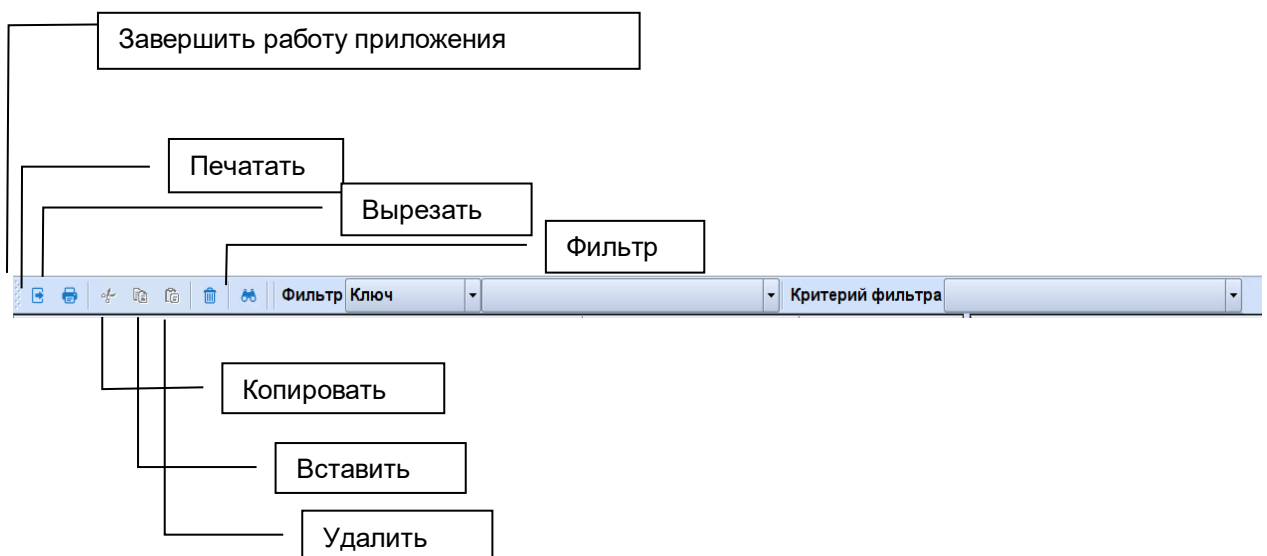 Завершить работу приложения
Печатать
Вырезать
Фильтр
Фильтр Ключ Критерий фильтра
Копировать
Вставить
Удалить